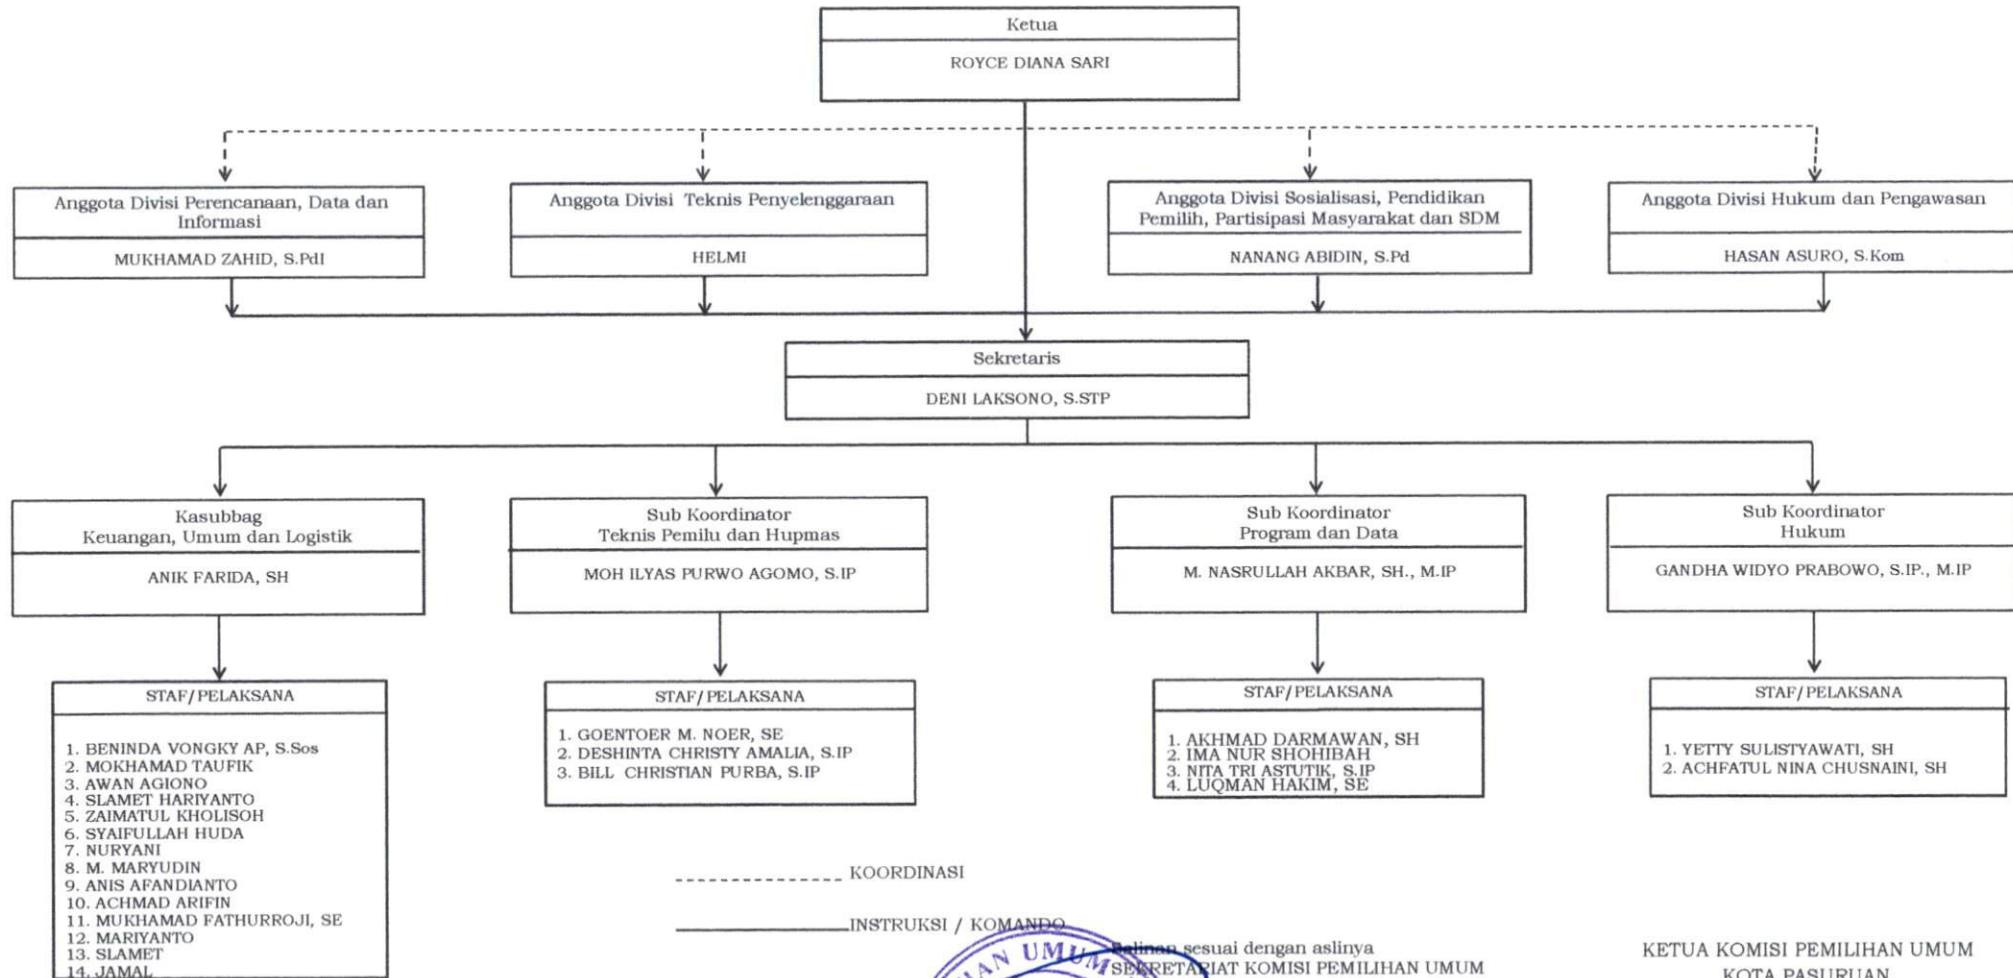 Ketua
ROYCE DIANA SARI
Anggota Divisi Perencanaan, Data dan
Informasi
MUKHAMAD ZAHID, S.PdI
Anggota Divisi Teknis Penyelenggaraan
HELMI
Anggota Divisi Sosialisasi, Pendidikan
Pemilih, Partisipasi Masyarakat dan SDM
NANANG ABIDIN, S.Pd
Anggota Divisi Hukum dan Pengawasan
HASAN ASURO, S.Kom
Sekretaris
DENI LAKSONO, S.STP
Kasubbag
Keuangan, Umum dan Logistik
ANIK FARIDA, SH
Sub Koordinator
Teknis Pemilu dan Hupmas
MOH ILYAS PURWO AGOMO, S.IP
Sub Koordinator
Program dan Data
M. NASRULLAH AKBAR, SH., M.IP
Sub Koordinator
Hukum
GANDHA WIDYO PRABOWO, S.IP., M.IP
STAF/PELAKSANA
1. BENINDA VONGKY AP, S.Sos
2. MOKHAMAD TAUFIK
3. AWAN AGIONO
4. SLAMET HARIYANTO
5. ZAIMATUL KHOLISOH
6. SYAIFULLAH HUDA
7. NURYANI
8. M. MARYUDIN
9. ANIS AFANDIANTO
10. ACHMAD ARIFIN
11. MUKHAMAD FATHURROJI, SE
12. MARIYANTO
13. SLAMET
14. JAMAL
STAF/PELAKSANA
1. GOENTOER M. NOER, SE
2. DESHINTA CHRISTY AMALIA, S.IP
3. BILL CHRISTIAN PURBA, S.IP
STAF/PELAKSANA
1. AKHMAD DARMAWAN, SH
2. IMA NUR SHOHIBAH
3. NITA TRI ASTUTIK, S.IP
4. LUQMAN HAKIM, SE
STAF/PELAKSANA
1. YETTY SULISTYAWATI, SH
2. ACHFATUL NINA CHUSNAINI, SH
KOORDINASI
INSTRUKSI / KOMANDO
UMUM
Salinan sesuai dengan aslinya
SEKRETARIAT KOMISI PEMILIHAN UMUM
KETUA KOMISI PEMILIHAN UMUM
KOTA PASURUAN